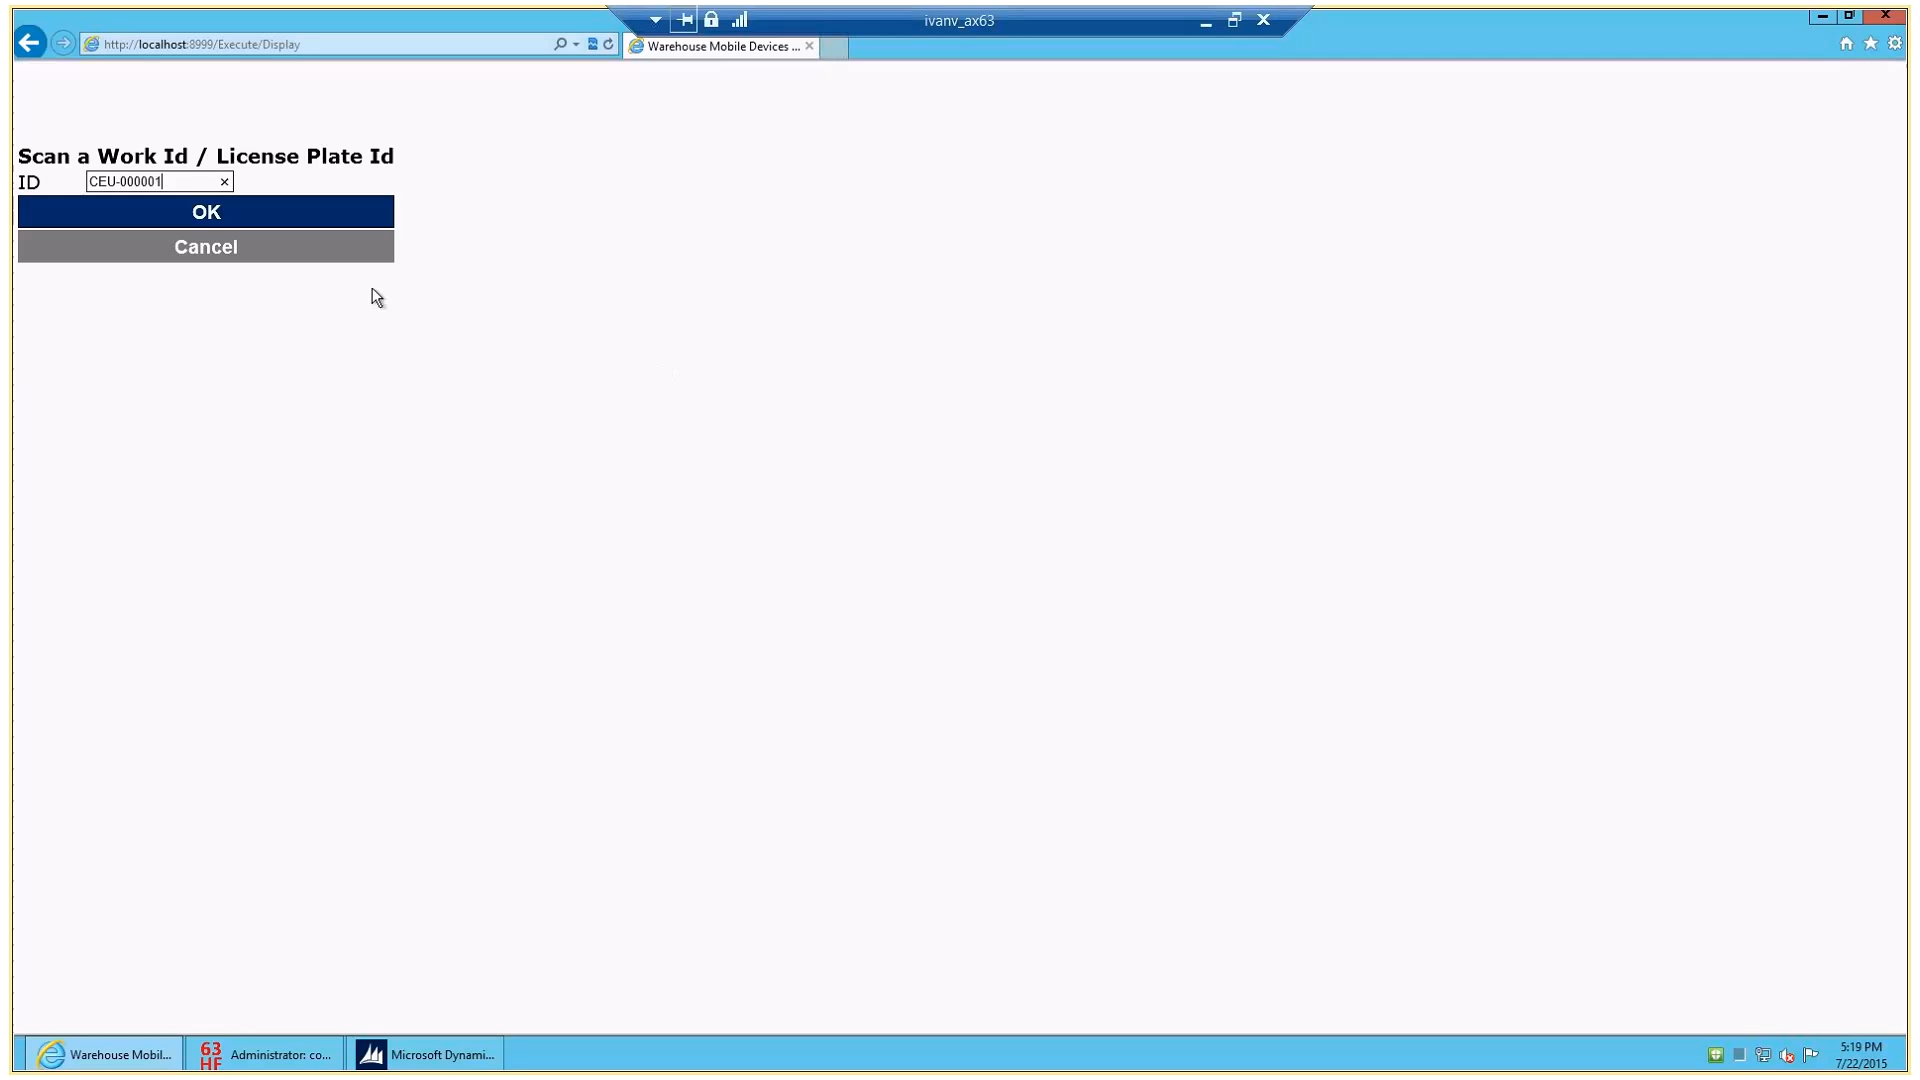 ivanv_ax63
http://localhost:8999/Execute/Display
Warehouse Mobile Devices ...
Scan a Work Id / License Plate Id
ID CEU-000001
OK
Cancel
Warehouse Mobil...
63 HF
Administrator: co...
Microsoft Dynami...
5:19 PM
7/22/2015